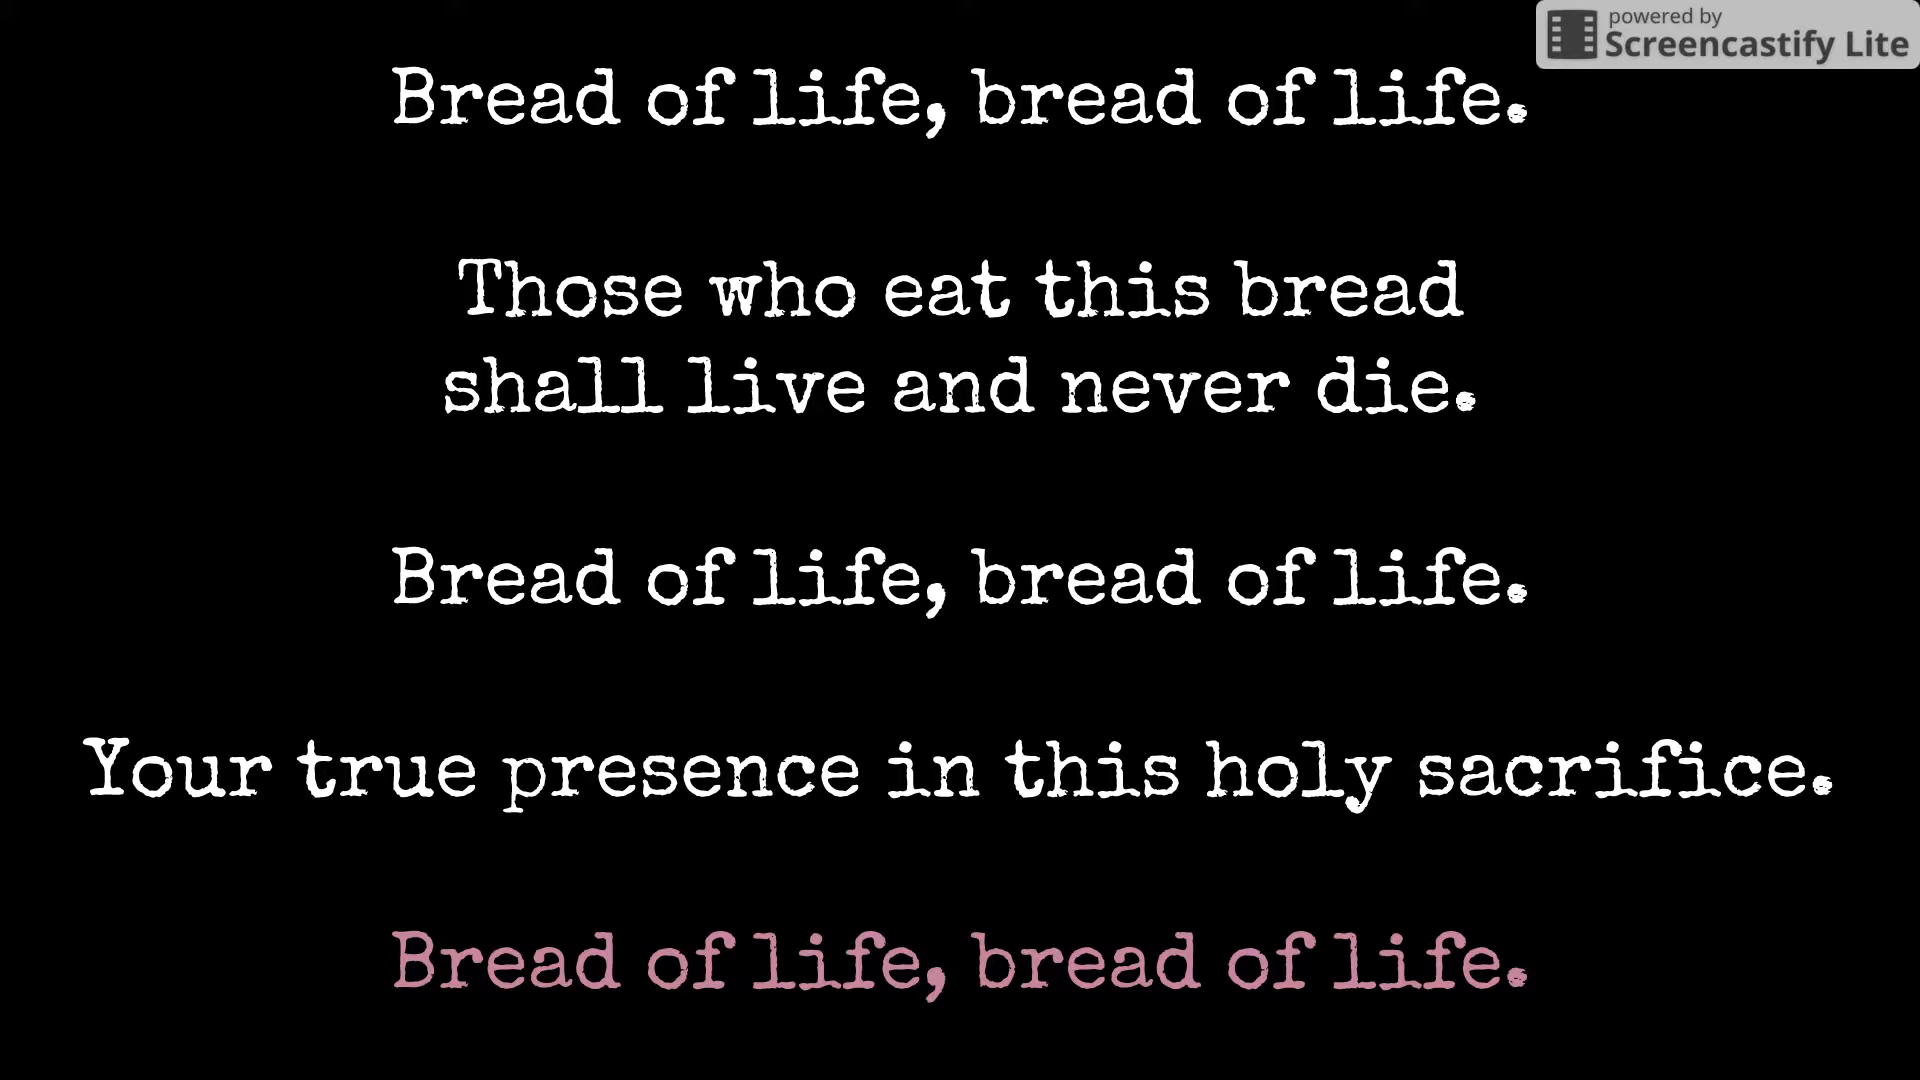 powered by
Screencastify Lite
Bread of life, bread of life.
Those who eat this bread
shall live and never die.
Bread of life, bread of life.
Your true presence in this holy sacrifice.
Bread of life, bread of life.